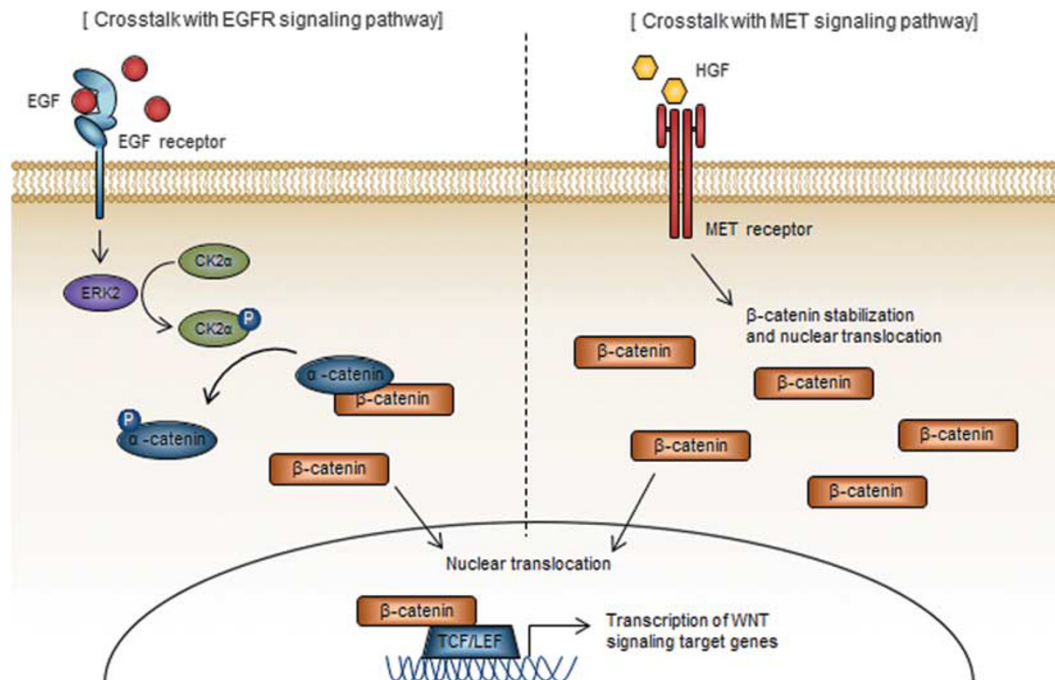 [ Crosstalk with EGFR signaling pathway]
[ Crosstalk with MET signaling pathway]
EGF
EGF receptor
HGF
MET receptor
ERK2
CK2α
CK2α
P
α -catenin
β-catenin
P
α -catenin
β-catenin
β-catenin stabilization
and nuclear translocation
β-catenin
β-catenin
β-catenin
β-catenin
β-catenin
Nuclear translocation
β-catenin
TCF/LEF
Transcription of WNT
signaling target genes